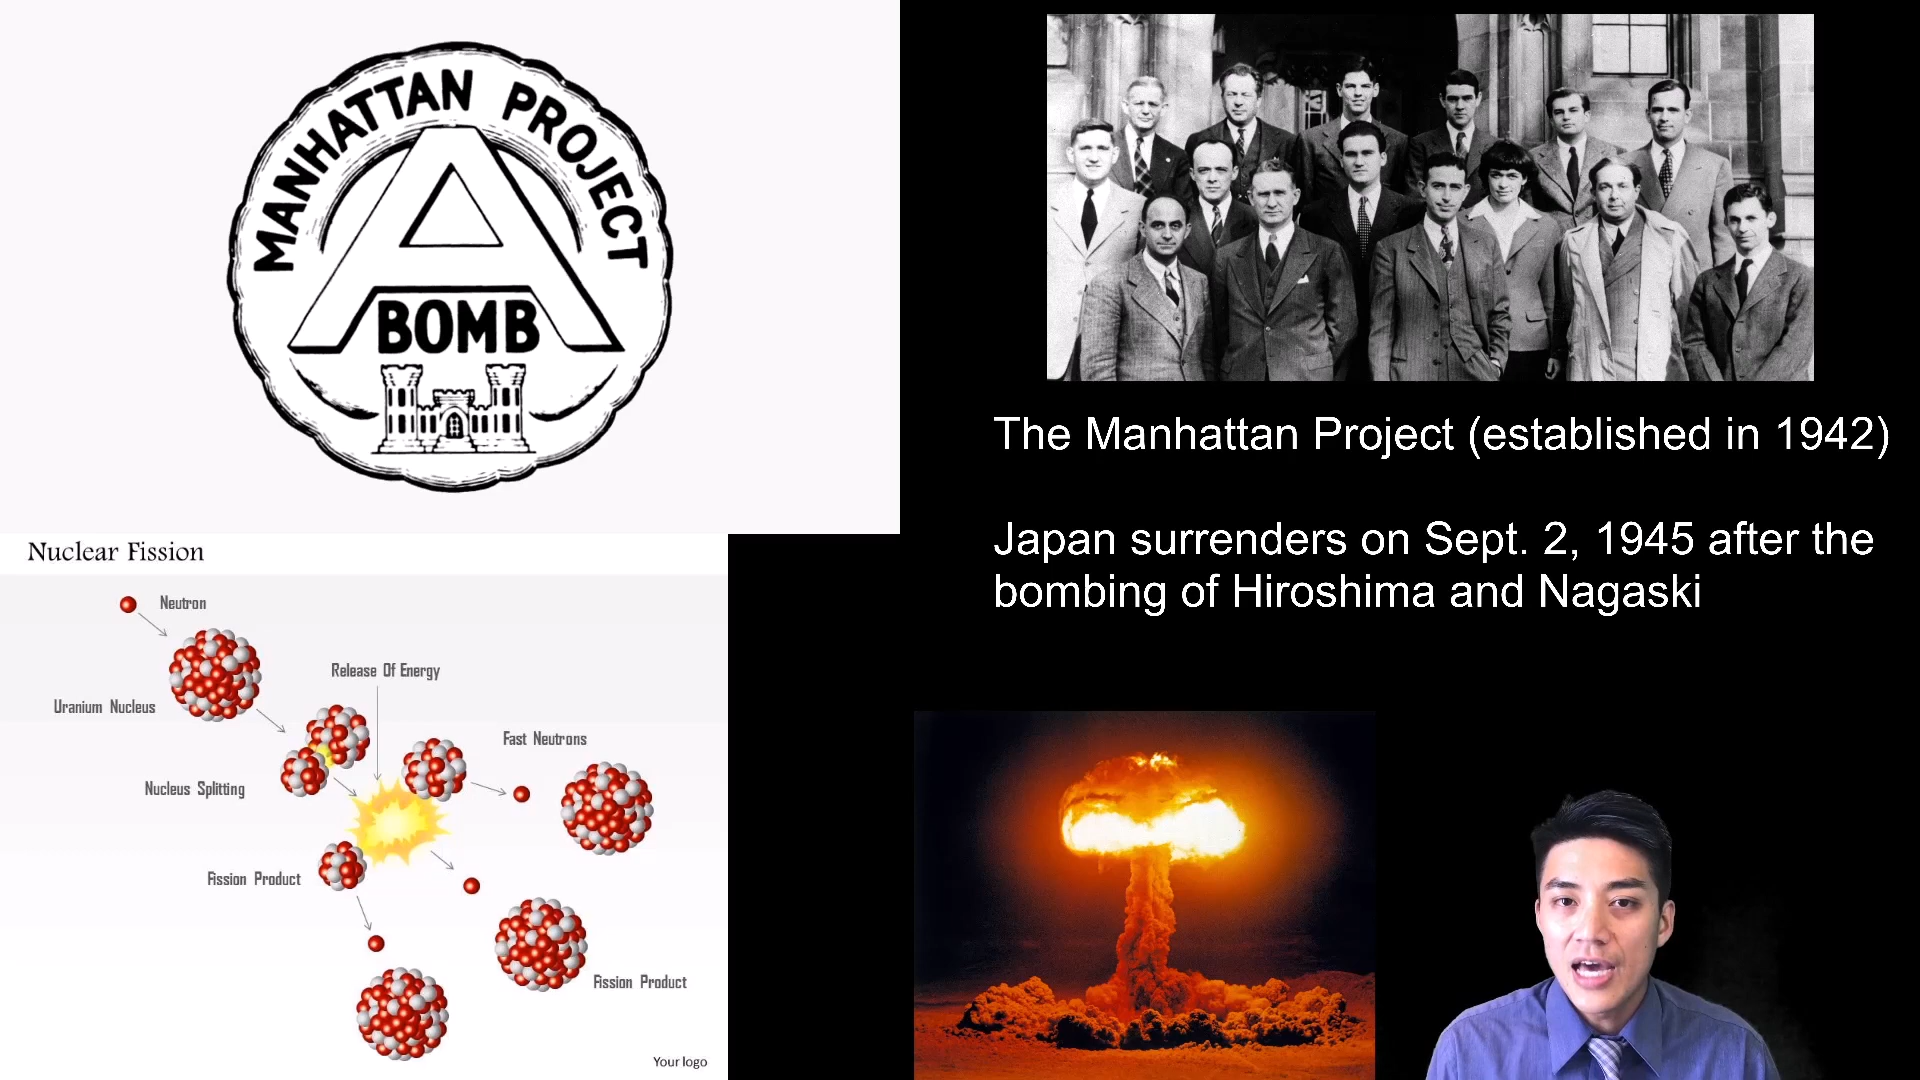 MANHATTAN PROJECT
A
BOMB
The Manhattan Project (established in 1942)
Japan surrenders on Sept. 2, 1945 after the
bombing of Hiroshima and Nagaski
Nuclear Fission
Neutron
Release Of Energy
Uranium Nucleus
Fast Neutrons
Nucleus Splitting
Fission Product
Fission Product
Your logo